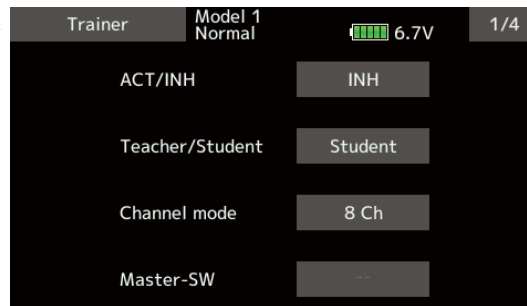 Trainer Model 1 Normal 6.7V 1/4
ACT/INH INH
Teacher/Student Student
Channel mode 8 Ch
Master-SW --